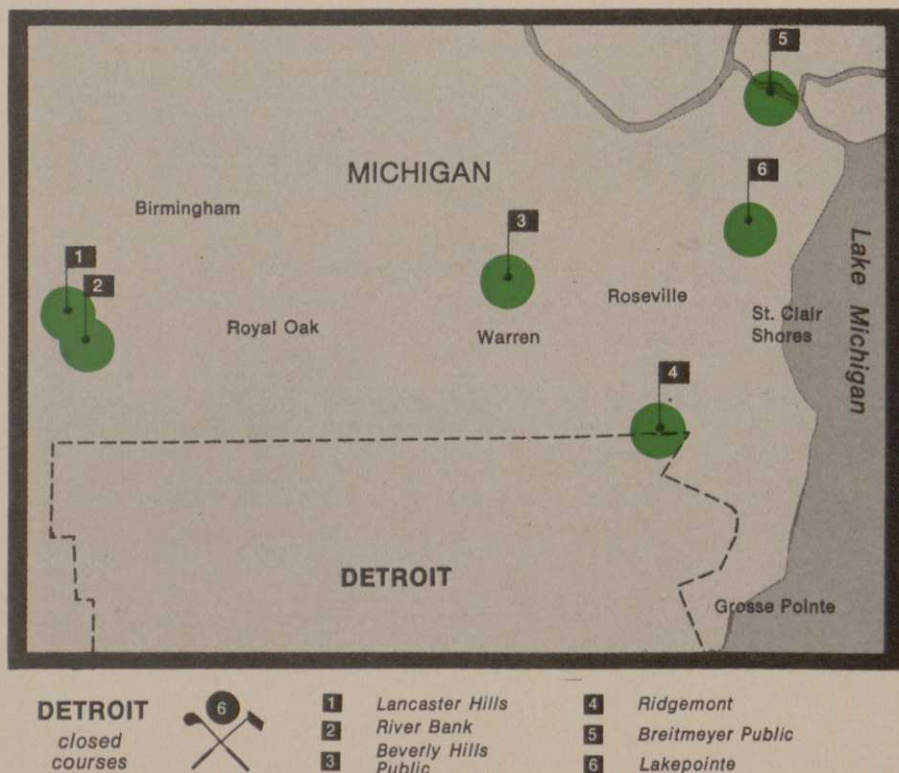 5
MICHIGAN
6
Birmingham
3
1
2
Lake Michigan
Roseville
St. Clair
Shores
Royal Oak
Warren
4
DETROIT
Grosse Pointe
DETROIT
closed
courses
6
1 Lancaster Hills
2 River Bank
3 Beverly Hills
Public
4 Ridgemont
5 Breitmeyer Public
6 Lakepointe